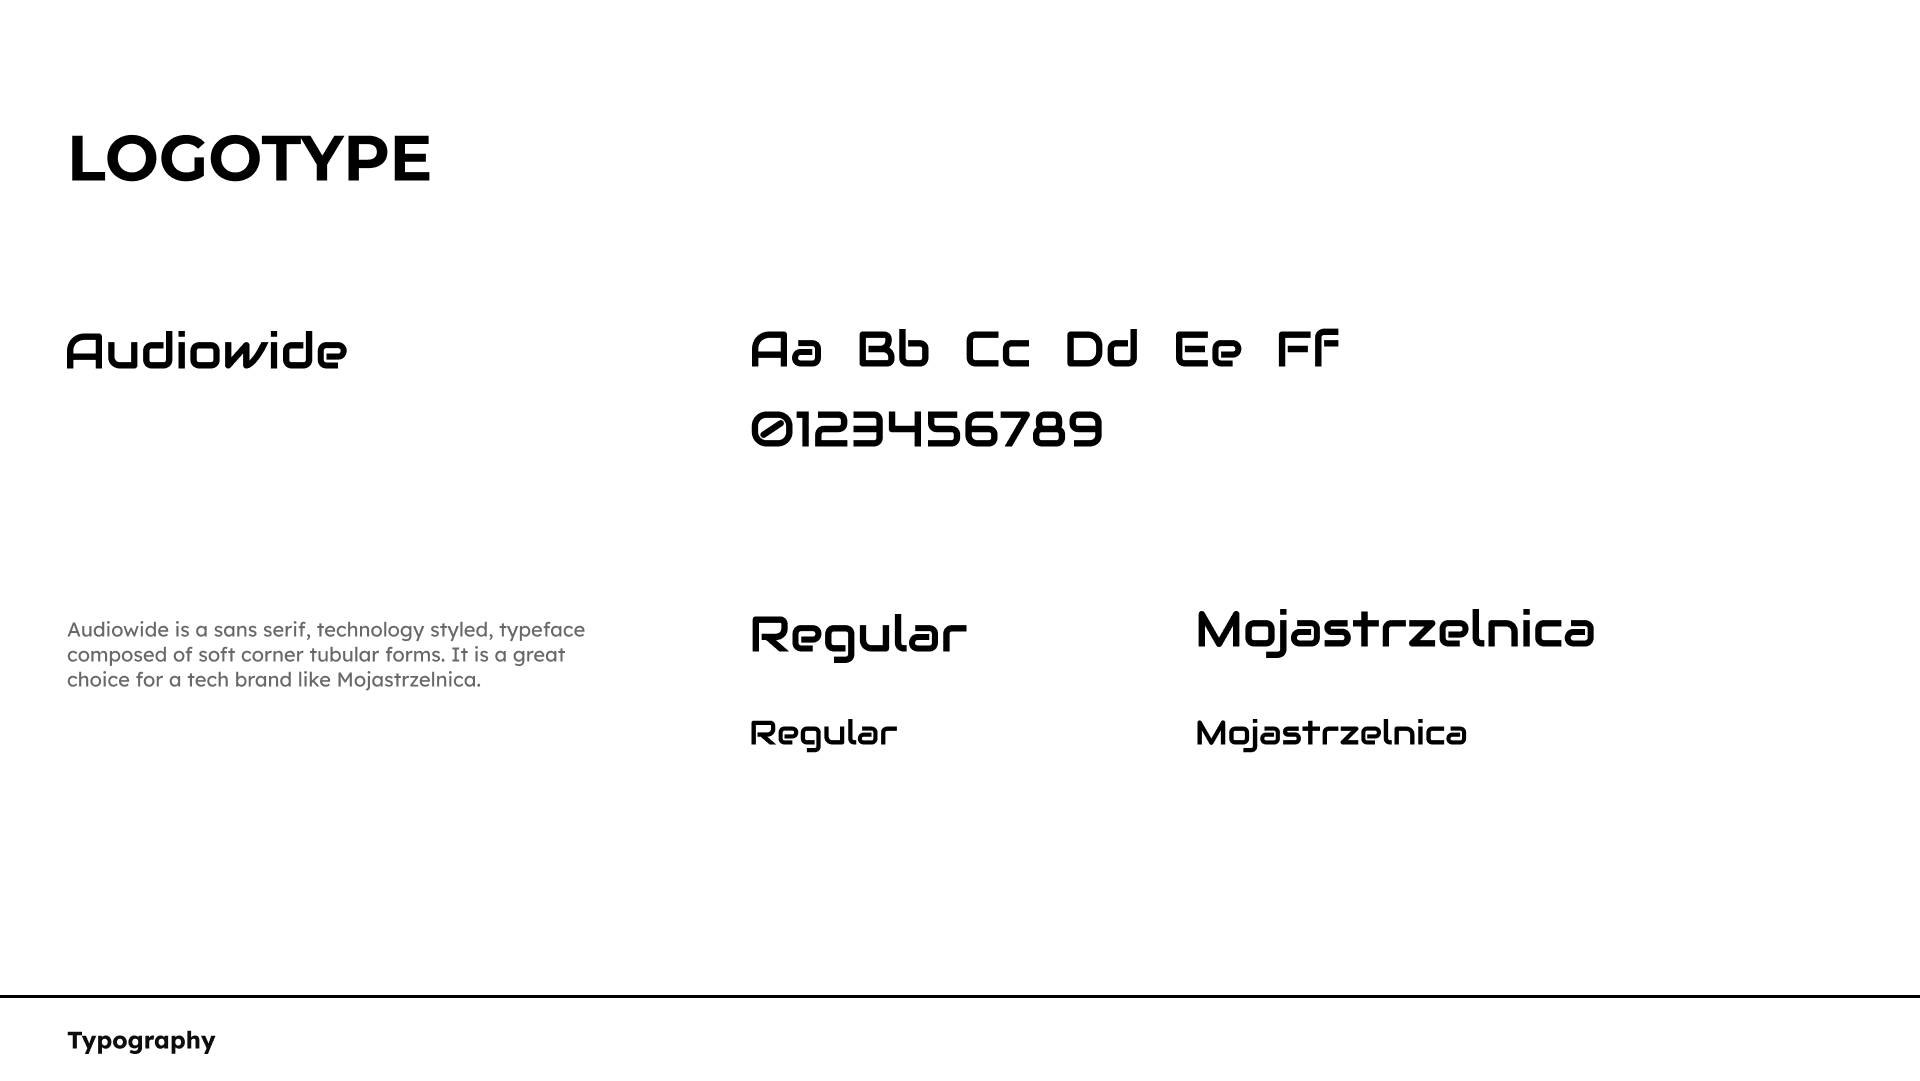 LOGOTYPE
Audiowide
Aa Bb Cc Dd Ee Ff
0123456789
Audiowide is a sans serif, technology styled, typeface
composed of soft corner tubular forms. It is a great
choice for a tech brand like Mojastrzelnica.
Regular Mojastrzelnica
Regular Mojastrzelnica
Typography